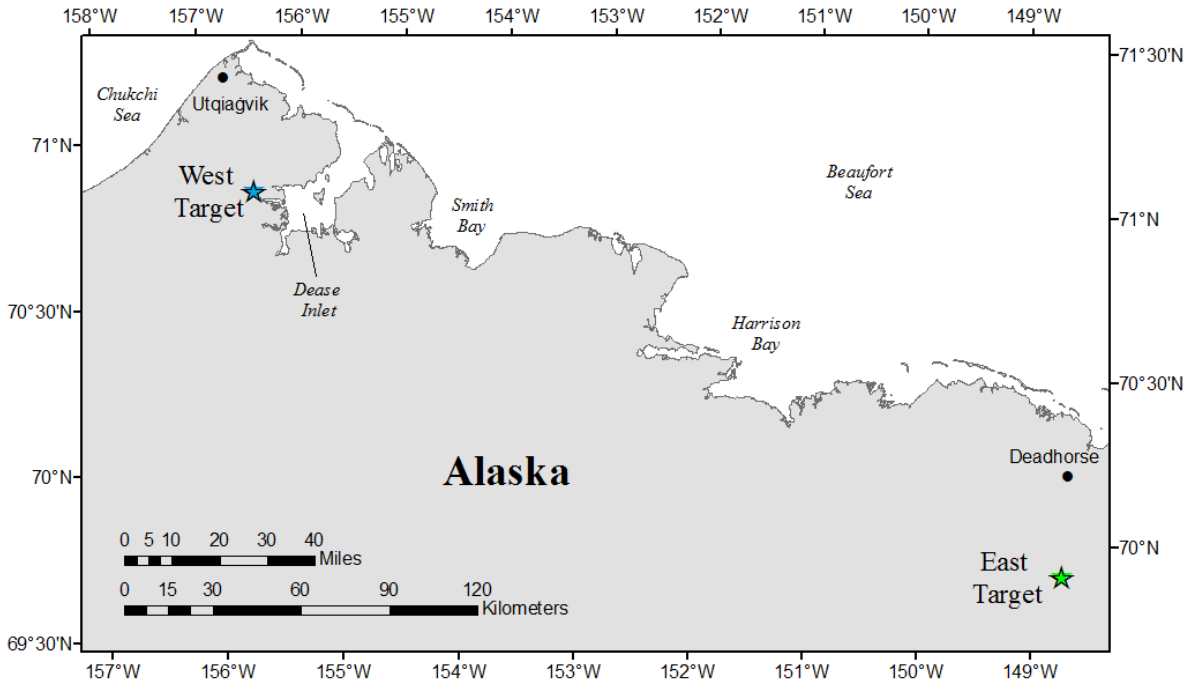 158°W 157°W 156°W 155°W 154°W 153°W 152°W 151°W 150°W 149°W
71°30'N
Chukchi
Sea
Utqiaġvik
71°N
West
Target
Beaufort
Sea
Smith
Bay
71°N
Dease
Inlet
70°30'N
Harrison
Bay
70°30'N
Deadhorse
Alaska
70°N
0 5 10 20 30 40
Miles
70°N
East
Target
0 15 30 60 90 120
Kilometers
69°30'N
157°W 156°W 155°W 154°W 153°W 152°W 151°W 150°W 149°W